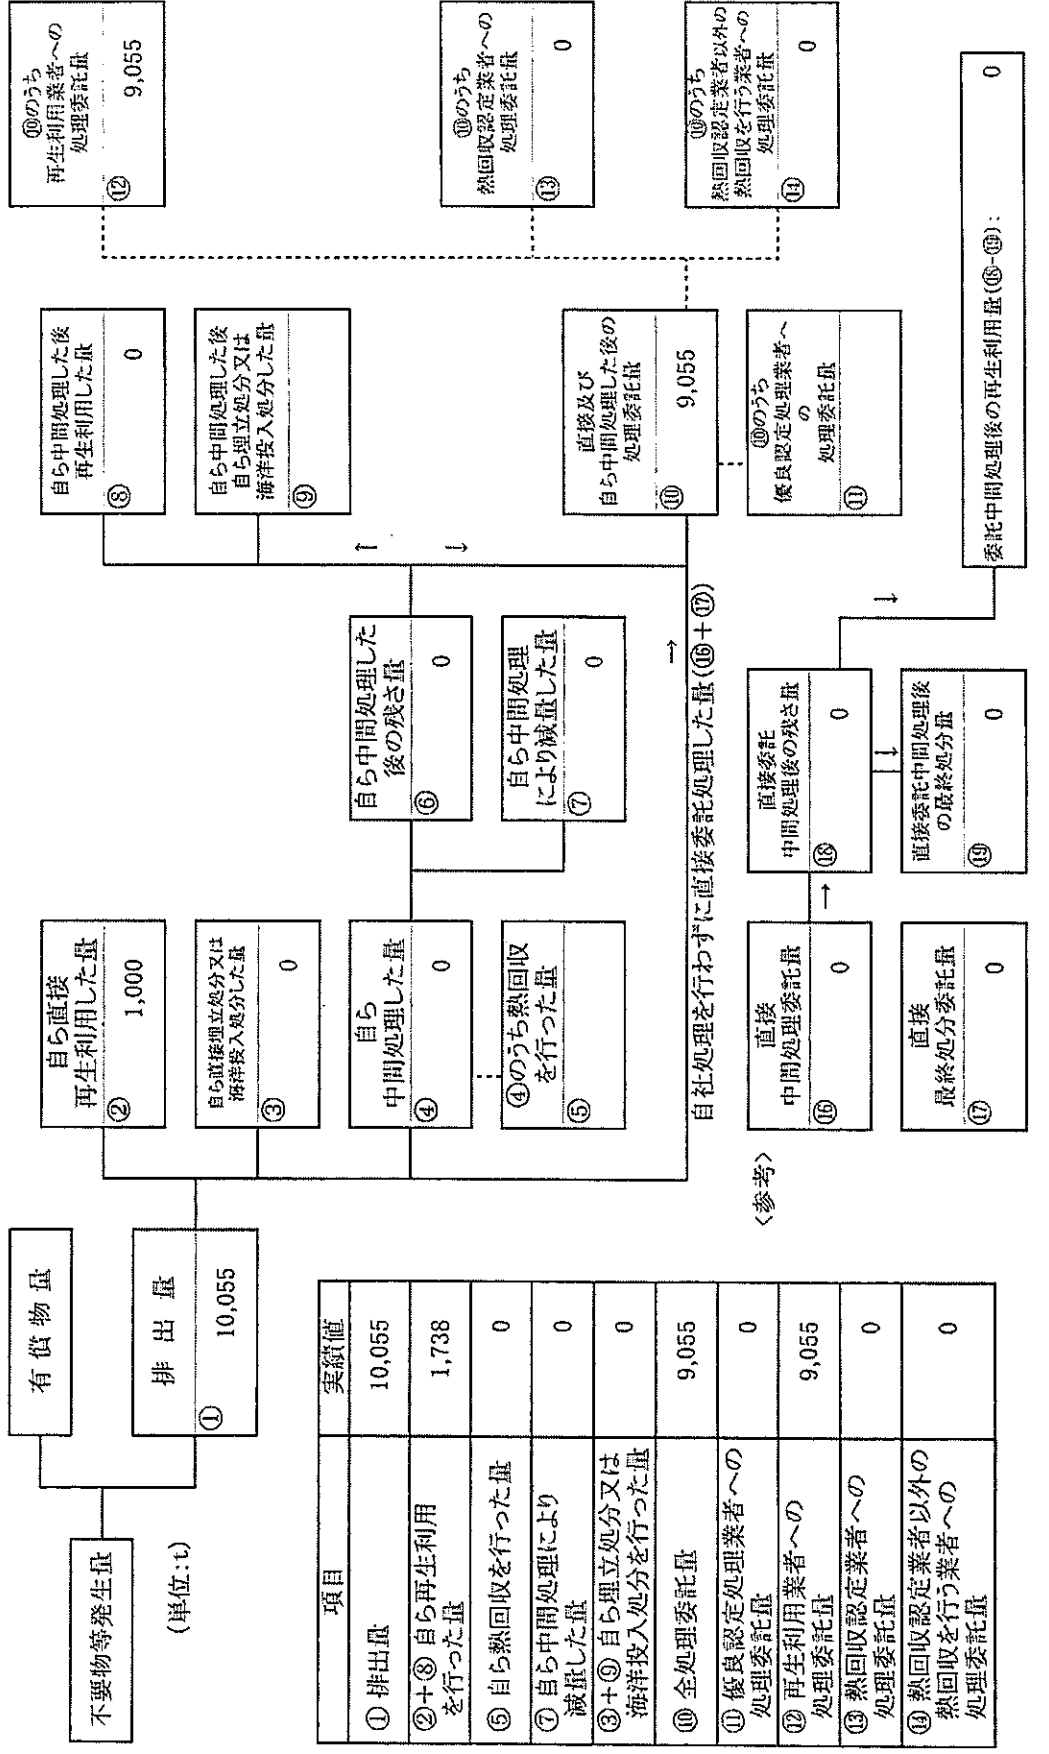 不要物等発生量
(単位:t)
有償物量
排出量
① 10,055
自ら直接
再生利用した量
② 1,000
自ら直接埋立処分又は
海洋投入処分した量
③ 0
自ら
中間処理した量
④ 0
④のうち熱回収
を行った量
⑤
自ら中間処理した
後の残さ量
⑥ 0
自ら中間処理
により減量した量
⑦ 0
自ら中間処理した後
再生利用した量
⑧ 0
自ら中間処理した後
自ら埋立処分又は
海洋投入処分した量
⑨
↑
↓
直接及び
自ら中間処理した後の
処理委託量
⑩ 9,055
⑩のうち
優良認定処理業者へ
の
処理委託量
⑪
⑩のうち
再生利用業者への
処理委託量
⑫ 9,055
⑩のうち
熱回収認定業者への
処理委託量
⑬ 0
⑩のうち
熱回収認定業者以外の
熱回収を行う業者への
処理委託量
⑭ 0
→
自社処理を行わずに直接委託処理した量(⑯+⑰)
<参考>
直接
中間処理委託量
⑯ 0
→
直接
最終処分委託量
⑰ 0
直接委託
中間処理後の残さ量
⑱ 0
↓
直接委託中間処理後
の最終処分量
⑲ 0
↓
委託中間処理後の再生利用量(⑱-⑲): 0
項目 実績値
① 排出量 10,055
②+⑧ 自ら再生利用
を行った量 1,738
⑤ 自ら熱回収を行った量 0
⑦ 自ら中間処理により
減量した量 0
③+⑨ 自ら埋立処分又は
海洋投入処分を行った量 0
⑩ 全処理委託量 9,055
⑪ 優良認定処理業者への
処理委託量 0
⑫ 再生利用業者への
処理委託量 9,055
⑬ 熱回収認定業者への
処理委託量 0
⑭ 熱回収認定業者以外の
熱回収を行う業者への
処理委託量 0